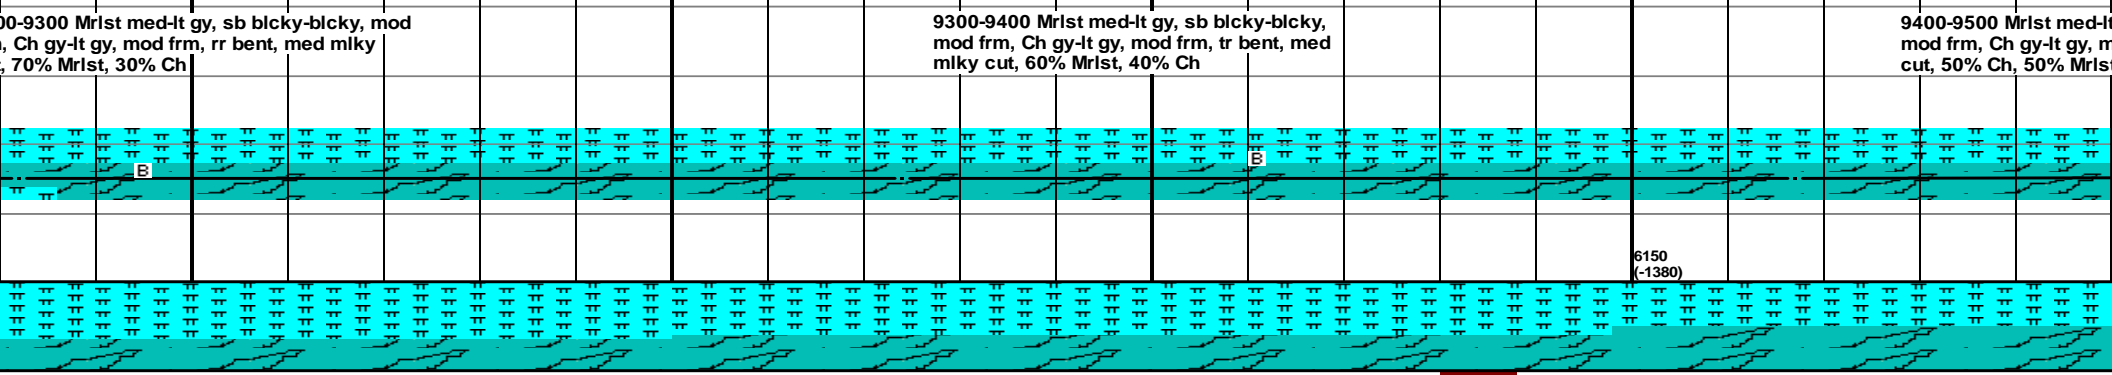 00-9300 Mrlst med-lt gy, sb blcky-blcky, mod
, Ch gy-lt gy, mod frm, rr bent, med mlky
, 70% Mrlst, 30% Ch
9300-9400 Mrlst med-lt gy, sb blcky-blcky,
mod frm, Ch gy-lt gy, mod frm, tr bent, med
mlky cut, 60% Mrlst, 40% Ch
9400-9500 Mrlst med-lt
mod frm, Ch gy-lt gy, m
cut, 50% Ch, 50% Mrlst
B
B
6150
(-1380)